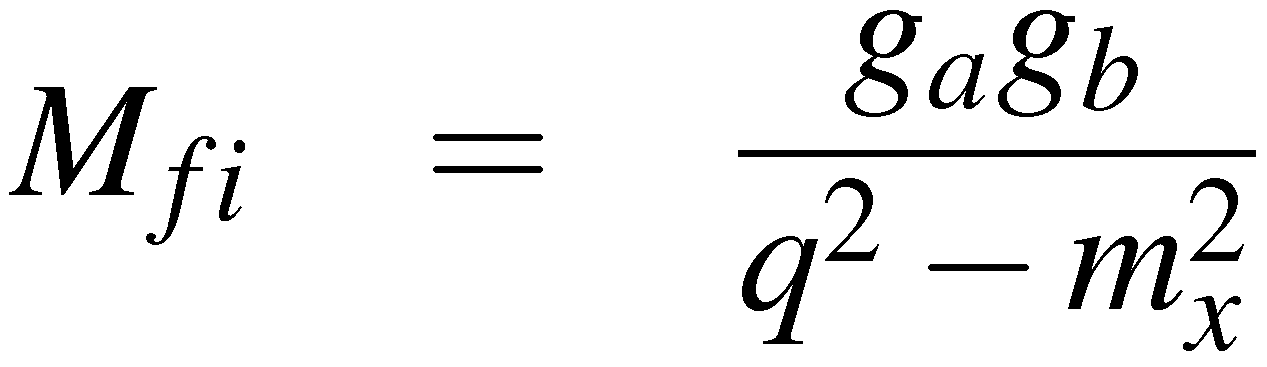 M_{fi} = \frac{g_a g_b}{q^2 - m_x^2}